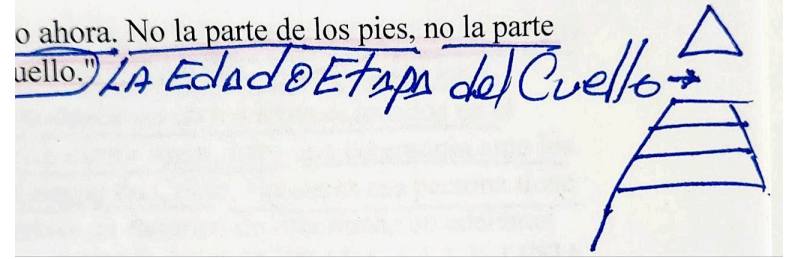 o ahora. No la parte de los pies, no la parte
uello." LA Edad o Etapa del Cuello